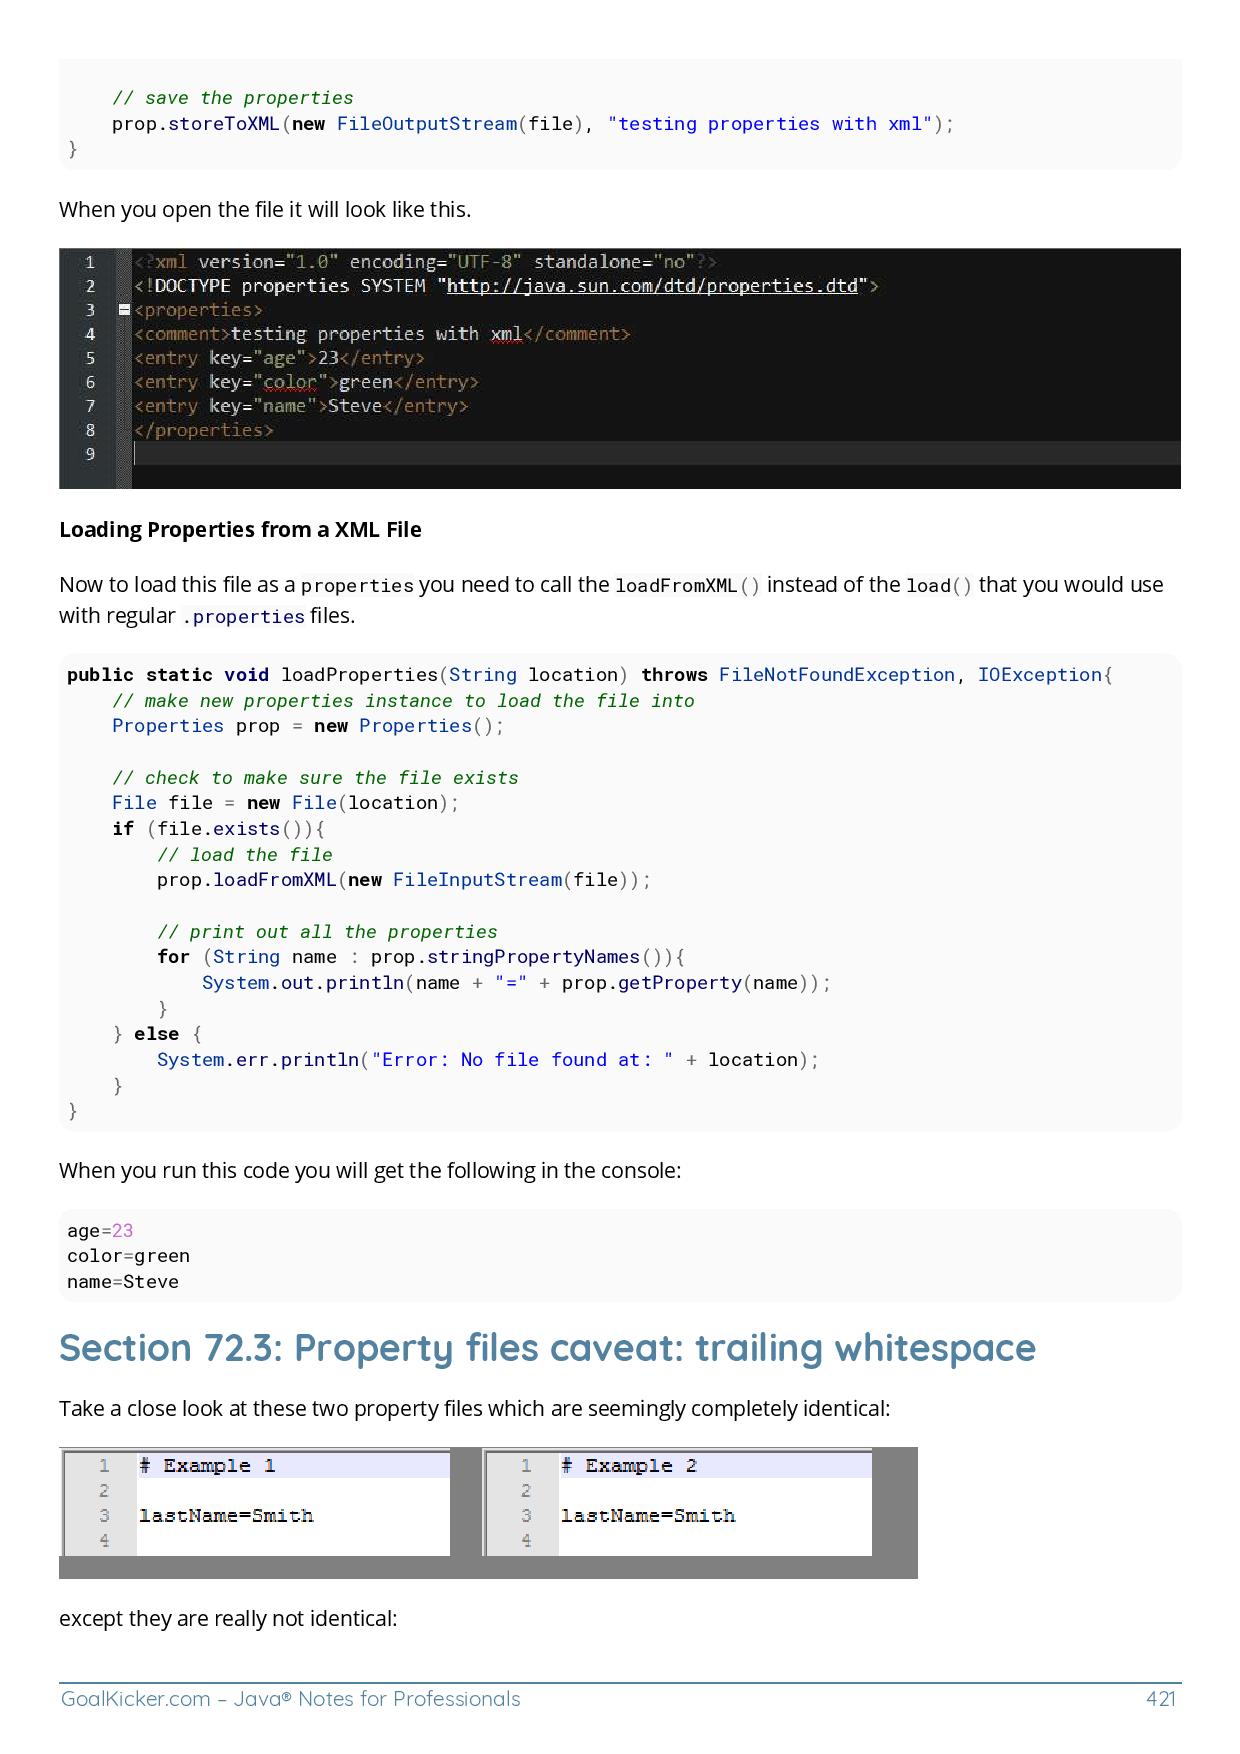 // save the properties
    prop.storeToXML(new FileOutputStream(file), "testing properties with xml");
}
When you open the file it will look like this.
1 <?xml version="1.0" encoding="UTF-8" standalone="no"?>
2 <!DOCTYPE properties SYSTEM "http://java.sun.com/dtd/properties.dtd">
3 <properties>
4 <comment>testing properties with xml</comment>
5 <entry key="age">23</entry>
6 <entry key="color">green</entry>
7 <entry key="name">Steve</entry>
8 </properties>
9
Loading Properties from a XML File
Now to load this file as a properties you need to call the loadFromXML() instead of the load() that you would use
with regular .properties files.
public static void loadProperties(String location) throws FileNotFoundException, IOException{
    // make new properties instance to load the file into
    Properties prop = new Properties();
    // check to make sure the file exists
    File file = new File(location);
    if (file.exists()){
        // load the file
        prop.loadFromXML(new FileInputStream(file));
        // print out all the properties
        for (String name : prop.stringPropertyNames()){
            System.out.println(name + "=" + prop.getProperty(name));
        }
    } else {
        System.err.println("Error: No file found at: " + location);
    }
}
When you run this code you will get the following in the console:
age=23
color=green
name=Steve
Section 72.3: Property files caveat: trailing whitespace
Take a close look at these two property files which are seemingly completely identical:
1 # Example 1
2
3 lastName=Smith
4
1 # Example 2
2
3 lastName=Smith
4
except they are really not identical:
GoalKicker.com – Java® Notes for Professionals
421